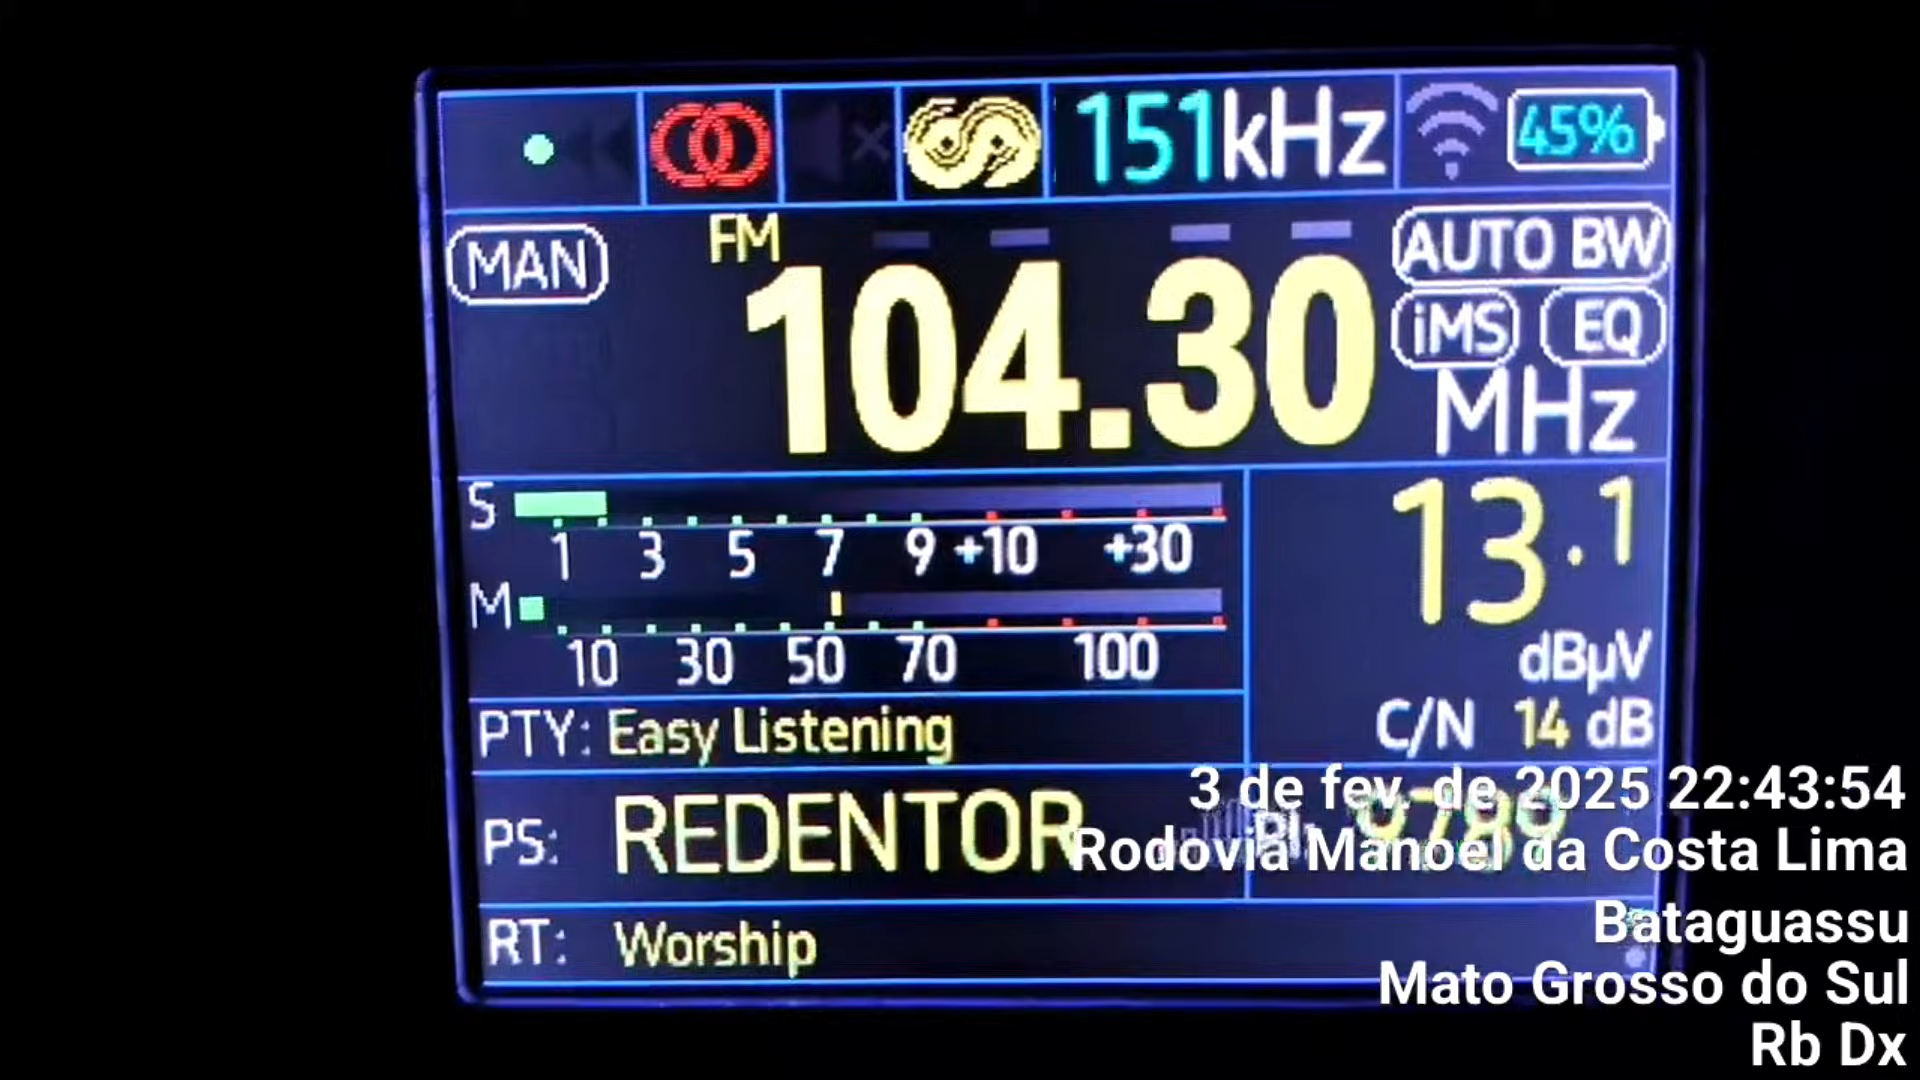 151kHz 45%
MAN FM AUTO BW
104.30 iMS EQ
MHz
S 1 3 5 7 9 +10 +30
13.1
M 10 30 50 70 100
dBµV
PTY: Easy Listening
C/N 14 dB
PS: REDENTOR PI: 9789
RT: Worship
3 de fev. de 2025 22:43:54
Rodovia Manoel da Costa Lima
Bataguassu
Mato Grosso do Sul
Rb Dx